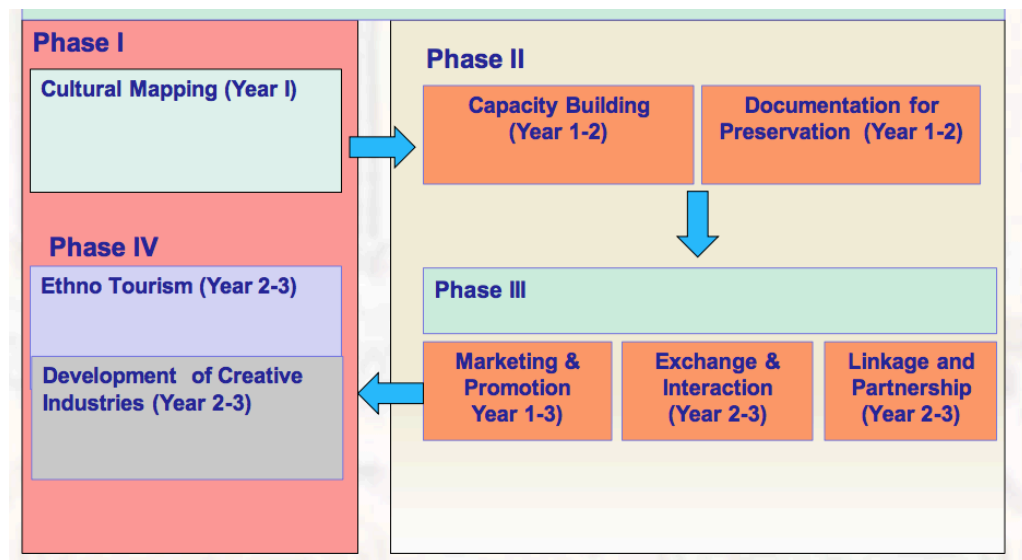 Phase I
Cultural Mapping (Year I)
Phase II
Capacity Building
(Year 1-2)
Documentation for
Preservation (Year 1-2)
Phase III
Marketing &
Promotion
Year 1-3)
Exchange &
Interaction
(Year 2-3)
Linkage and
Partnership
(Year 2-3)
Phase IV
Ethno Tourism (Year 2-3)
Development of Creative
Industries (Year 2-3)